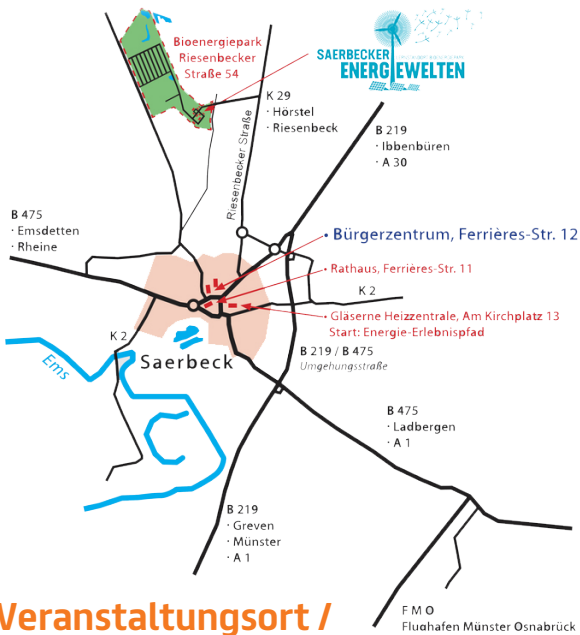 Bioenergiepark
Riesenbecker
Straße 54
SAERBECKER
ENERGIEWELTEN
K 29
· Hörstel
· Riesenbeck
B 219
· Ibbenbüren
· A 30
Riesenbecker Straße
B 475
· Emsdetten
· Rheine
• Bürgerzentrum, Ferrières-Str. 12
• Rathaus, Ferrières-Str. 11
K 2
• Gläserne Heizzentrale, Am Kirchplatz 13
Start: Energie-Erlebnispfad
K 2
Ems
Saerbeck
B 219 / B 475
Umgehungsstraße
B 475
· Ladbergen
· A 1
B 219
· Greven
· Münster
· A 1
Veranstaltungsort /
F M O
Flughafen Münster Osnabrück